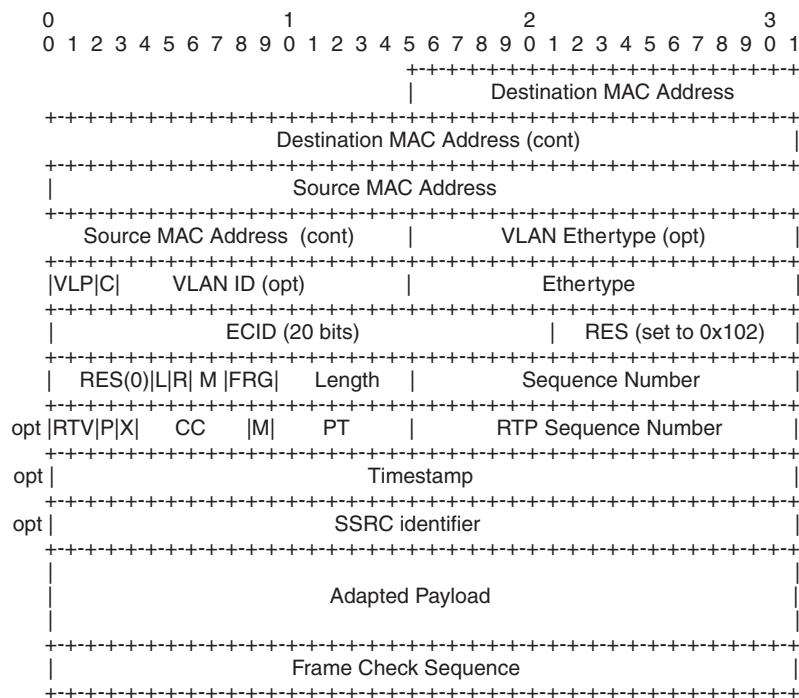 0 1 2 3
0 1 2 3 4 5 6 7 8 9 0 1 2 3 4 5 6 7 8 9 0 1 2 3 4 5 6 7 8 9 0 1
+-+-+-+-+-+-+-+-+-+-+-+-+-+-+-+-+
| Destination MAC Address
+-+-+-+-+-+-+-+-+-+-+-+-+-+-+-+-+-+-+-+-+-+-+-+-+-+-+-+-+-+-+-+
Destination MAC Address (cont) |
+-+-+-+-+-+-+-+-+-+-+-+-+-+-+-+-+-+-+-+-+-+-+-+-+-+-+-+-+-+-+-+
| Source MAC Address
+-+-+-+-+-+-+-+-+-+-+-+-+-+-+-+-+-+-+-+-+-+-+-+-+-+-+-+-+-+-+-+
Source MAC Address (cont) | VLAN Ethertype (opt) |
+-+-+-+-+-+-+-+-+-+-+-+-+-+-+-+-+-+-+-+-+-+-+-+-+-+-+-+-+-+-+-+
|VLP|C| VLAN ID (opt) | Ethertype |
+-+-+-+-+-+-+-+-+-+-+-+-+-+-+-+-+-+-+-+-+-+-+-+-+-+-+-+-+-+-+-+
| ECID (20 bits) | RES (set to 0x102) |
+-+-+-+-+-+-+-+-+-+-+-+-+-+-+-+-+-+-+-+-+-+-+-+-+-+-+-+-+-+-+-+
| RES(0)|L|R| M |FRG| Length | Sequence Number |
+-+-+-+-+-+-+-+-+-+-+-+-+-+-+-+-+-+-+-+-+-+-+-+-+-+-+-+-+-+-+-+
opt |RTV|P|X| CC |M| PT | RTP Sequence Number |
+-+-+-+-+-+-+-+-+-+-+-+-+-+-+-+-+-+-+-+-+-+-+-+-+-+-+-+-+-+-+-+
opt | Timestamp |
+-+-+-+-+-+-+-+-+-+-+-+-+-+-+-+-+-+-+-+-+-+-+-+-+-+-+-+-+-+-+-+
opt | SSRC identifier |
+-+-+-+-+-+-+-+-+-+-+-+-+-+-+-+-+-+-+-+-+-+-+-+-+-+-+-+-+-+-+-+
| |
| Adapted Payload |
| |
+-+-+-+-+-+-+-+-+-+-+-+-+-+-+-+-+-+-+-+-+-+-+-+-+-+-+-+-+-+-+-+
| Frame Check Sequence |
+-+-+-+-+-+-+-+-+-+-+-+-+-+-+-+-+-+-+-+-+-+-+-+-+-+-+-+-+-+-+-+